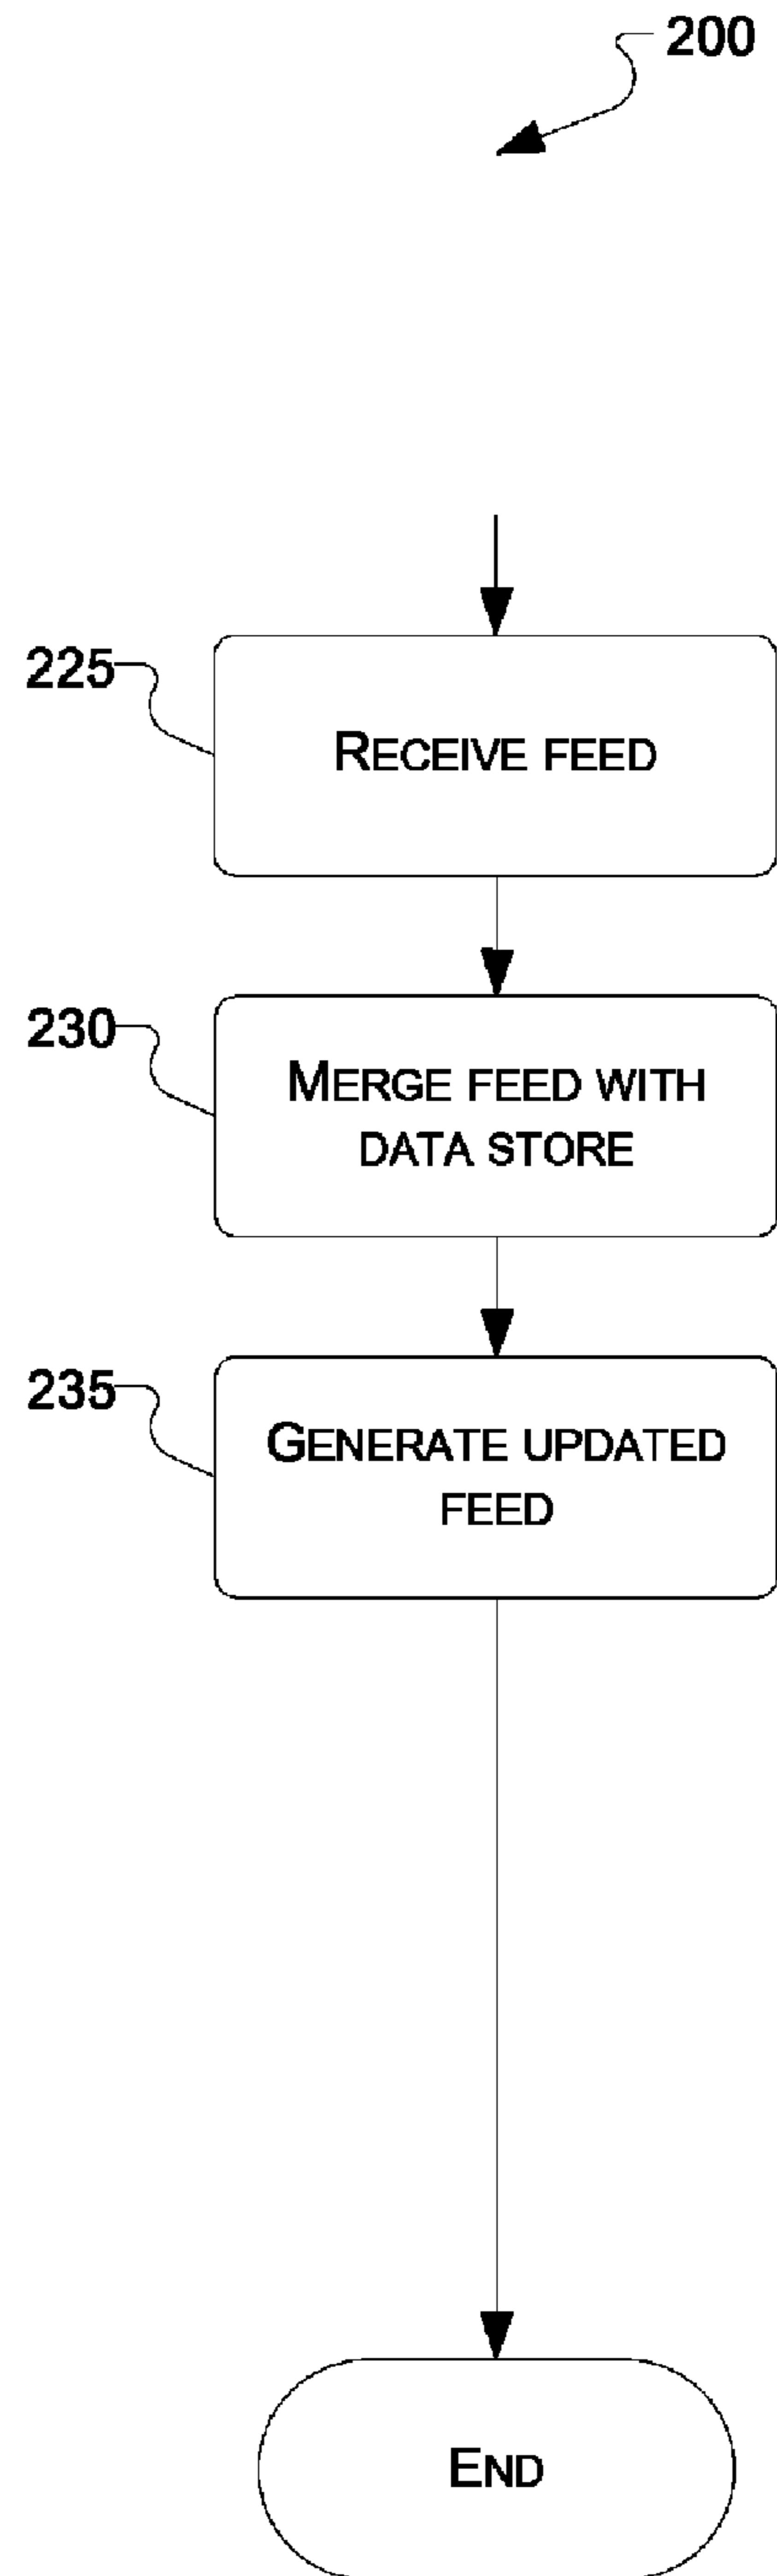 200
225
RECEIVE FEED
230
MERGE FEED WITH
DATA STORE
235
GENERATE UPDATED
FEED
END